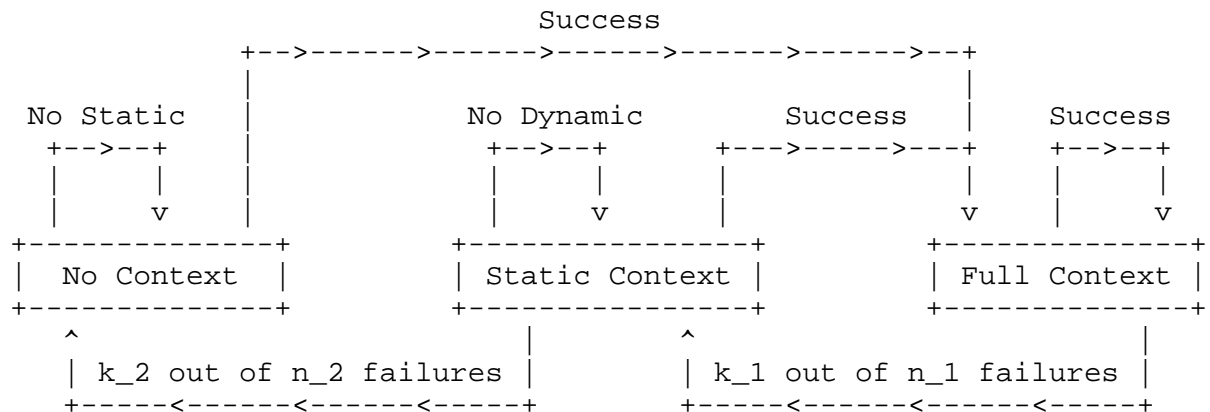 Success
No Static No Dynamic Success Success
No Context Static Context Full Context
k_2 out of n_2 failures k_1 out of n_1 failures